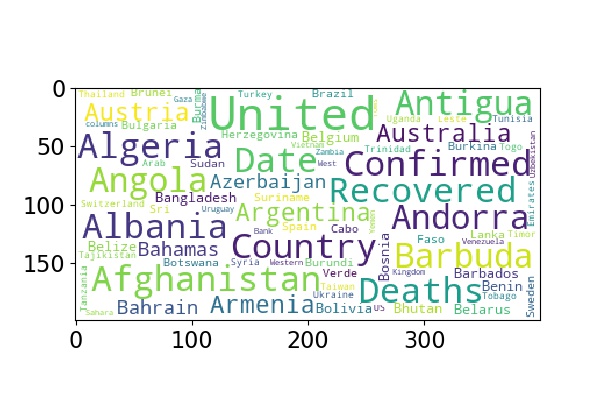 0
Thailand Brunei Gaza Burma Zimbabwe Turkey Brazil
Austria United Antigua
columns Bulgaria Uganda Leste Tunisia
50
Algeria Herzegovina Belgium Australia
Vietnam Trinidad Burkina Togo
Arab Sudan Date Zambia West Confirmed Uzbekistan
Angola Azerbaijan Recovered
100
Switzerland Bangladesh Suriname Emirates
Sri Uruguay Argentina Yemen Andorra
Albania Bank Spain Cabo Lanka Timor
Belize Bahamas Country Bosnia Faso Venezuela
150
Tajikistan Botswana Syria Western Burundi Barbuda
Tanzania Afghanistan Verde Kingdom Barbados
Taiwan Deaths Benin
Ukraine Tobago Sweden
Sahara Bahrain Armenia Bolivia US Bhutan Belarus
0 100 200 300